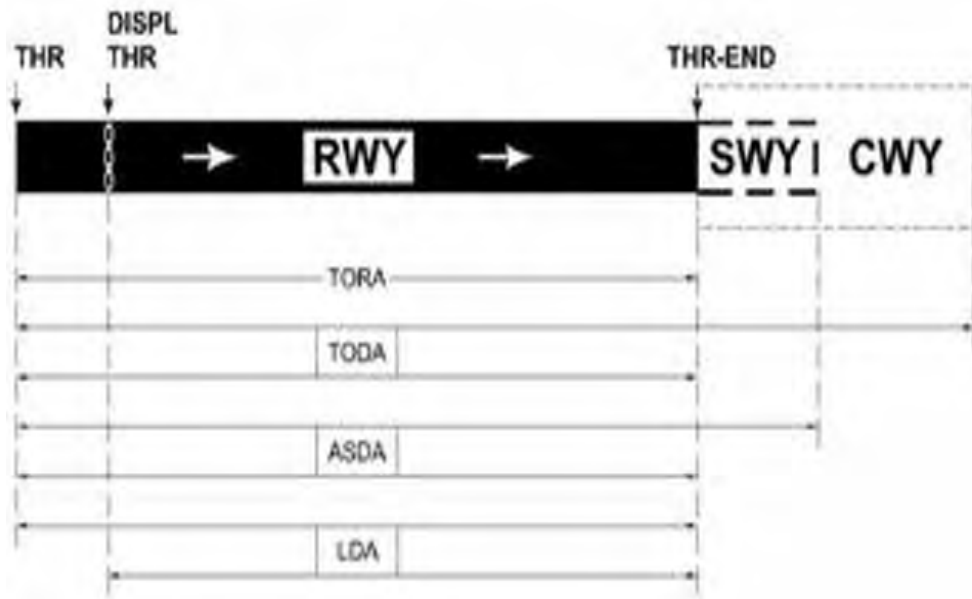 DISPL
THR THR THR-END
RWY SWY CWY
TORA
TODA
ASDA
LDA